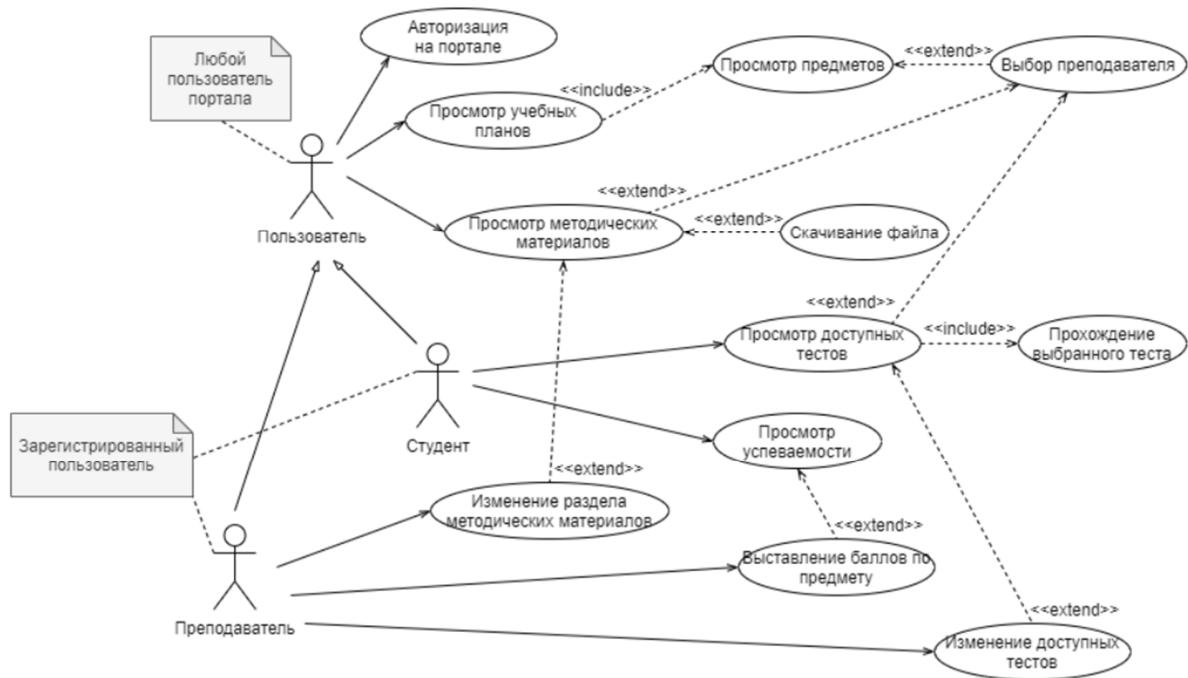 Авторизация
на портале
Любой
пользователь
портала
Просмотр предметов
<<extend>>
Выбор преподавателя
<<include>>
Просмотр учебных
планов
Пользователь
<<extend>>
Просмотр методических
материалов
<<extend>>
Скачивание файла
<<extend>>
Просмотр доступных
тестов
<<include>>
Прохождение
выбранного теста
Студент
Зарегистрированный
пользователь
Просмотр
успеваемости
<<extend>>
Изменение раздела
методических материалов
<<extend>>
Выставление баллов по
предмету
Преподаватель
<<extend>>
Изменение доступных
тестов